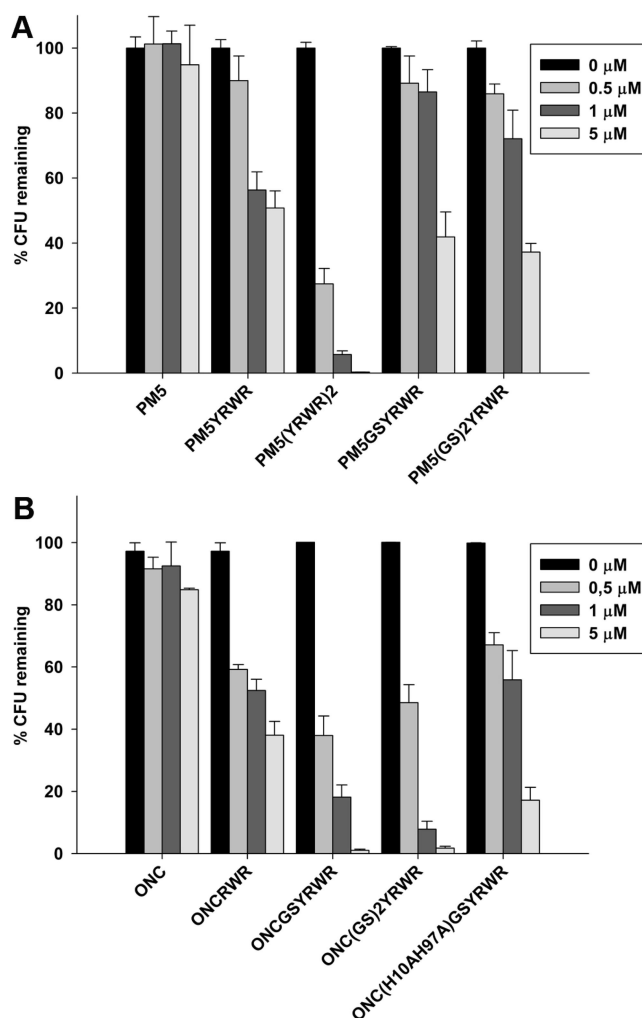 A
% CFU remaining
100
80
60
40
20
0
0 μM
0.5 μM
1 μM
5 μM
PM5
PM5YRWR
PM5(YRWR)2
PM5GSYRWR
PM5(GS)2YRWR
B
% CFU remaining
100
80
60
40
20
0
0 μM
0,5 μM
1 μM
5 μM
ONC
ONCRWR
ONCGSYRWR
ONC(GS)2YRWR
ONC(H10AH97A)GSYRWR